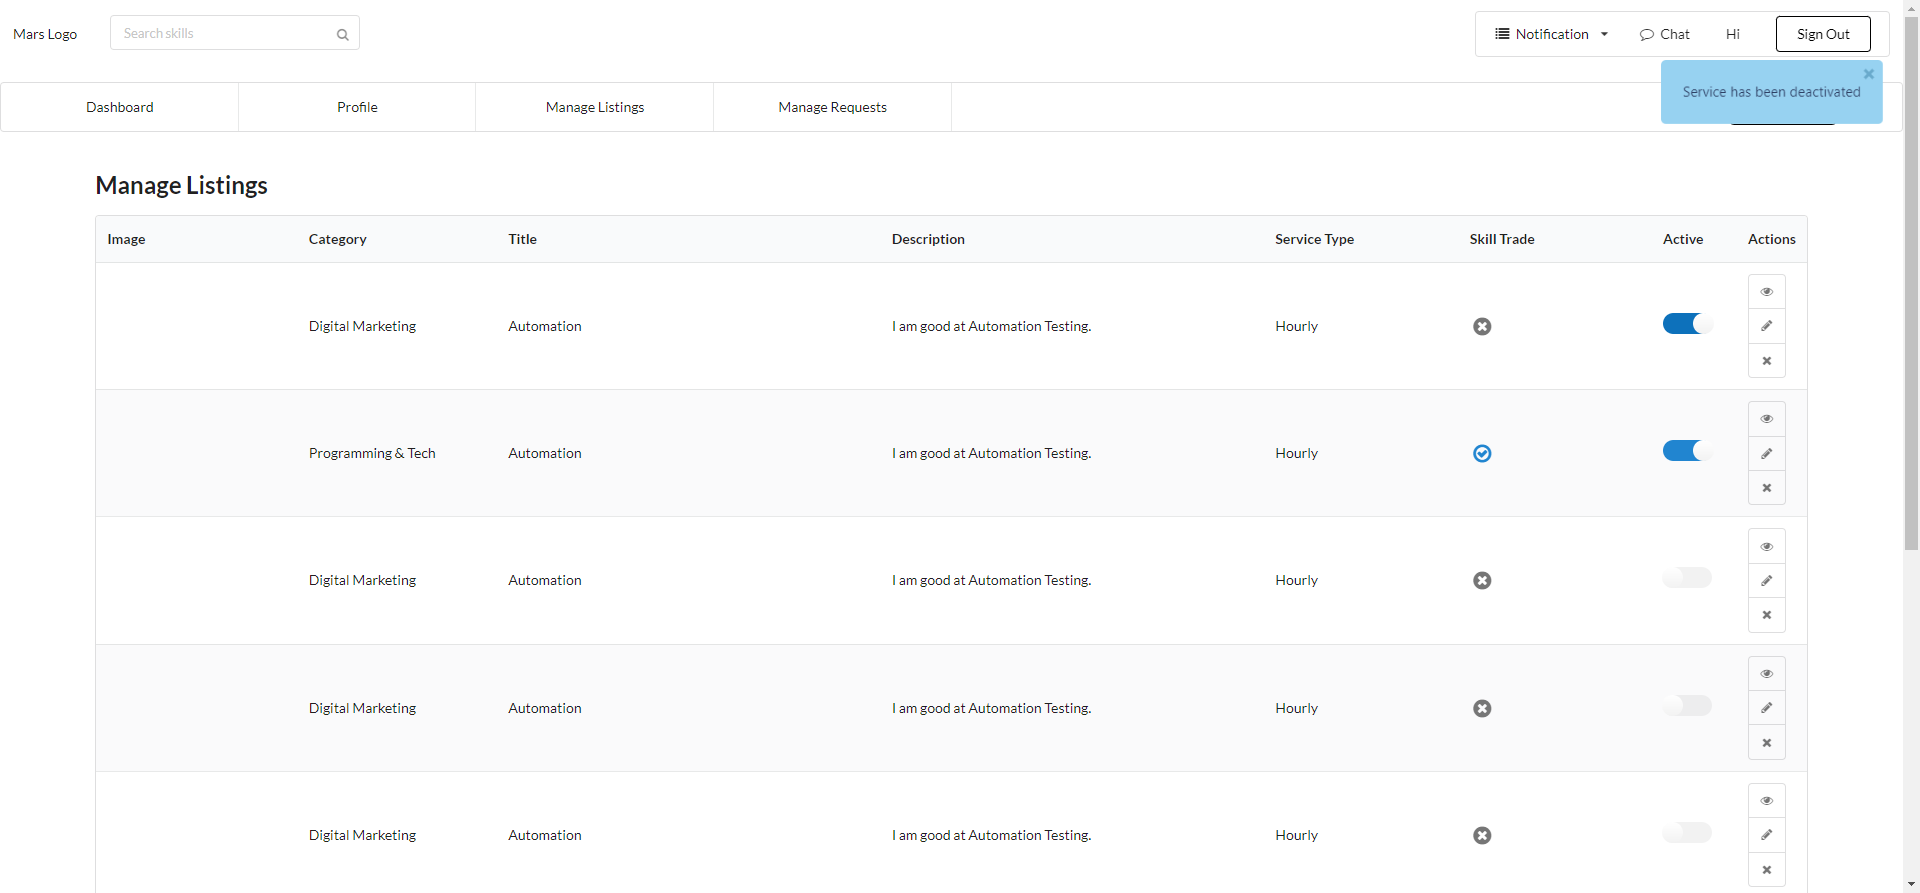 Mars Logo
Search skills
Notification
Chat
Hi
Sign Out
Service has been deactivated
Dashboard
Profile
Manage Listings
Manage Requests
Manage Listings
Image Category Title Description Service Type Skill Trade Active Actions
Digital Marketing Automation I am good at Automation Testing. Hourly
Programming & Tech Automation I am good at Automation Testing. Hourly
Digital Marketing Automation I am good at Automation Testing. Hourly
Digital Marketing Automation I am good at Automation Testing. Hourly
Digital Marketing Automation I am good at Automation Testing. Hourly